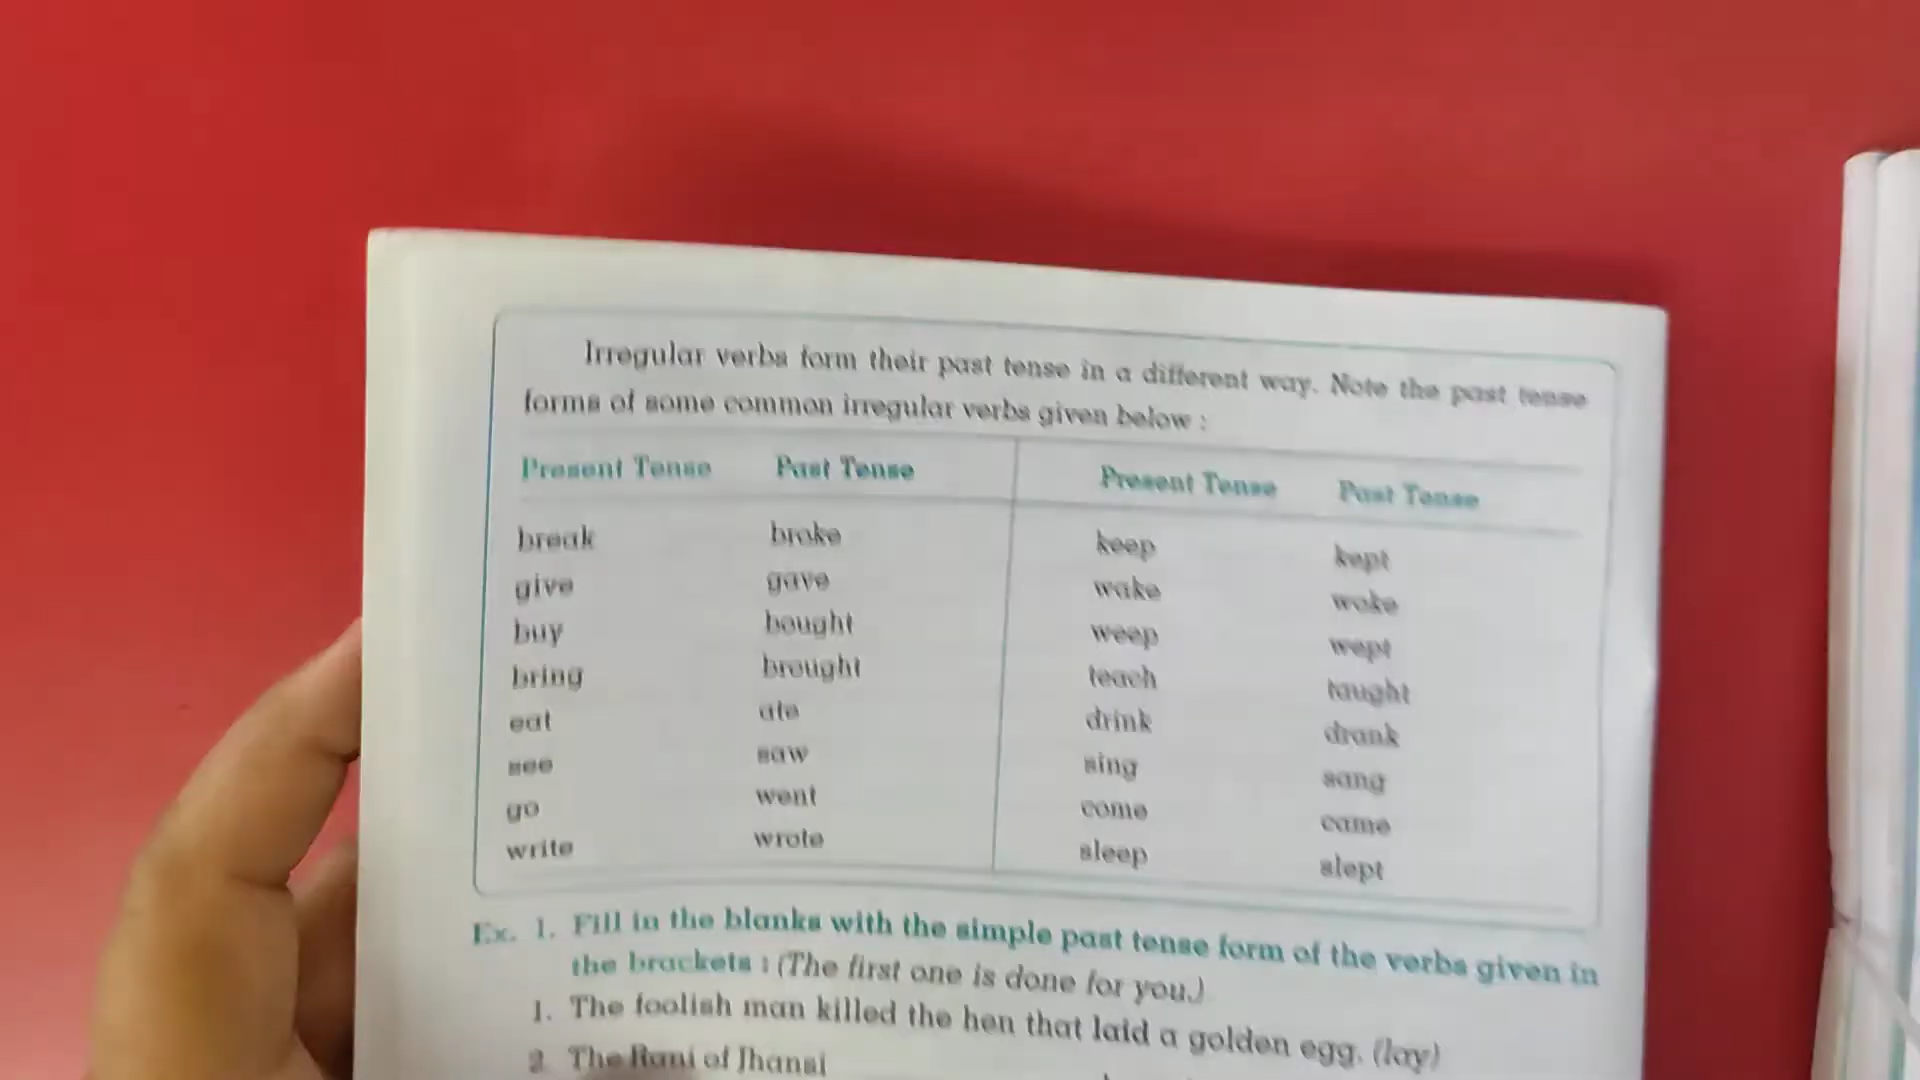 Irregular verbs form their past tense in a different way. Note the past tense
forms of some common irregular verbs given below :
Present Tense Past Tense Present Tense Past Tense
break broke keep kept
give gave wake woke
buy bought weep wept
bring brought teach taught
eat ate drink drank
see saw sing sang
go went come came
write wrote sleep slept
Ex. 1. Fill in the blanks with the simple past tense form of the verbs given in
the brackets : (The first one is done for you.)
1. The foolish man killed the hen that laid a golden egg. (lay)
2. The Rani of Jhansi